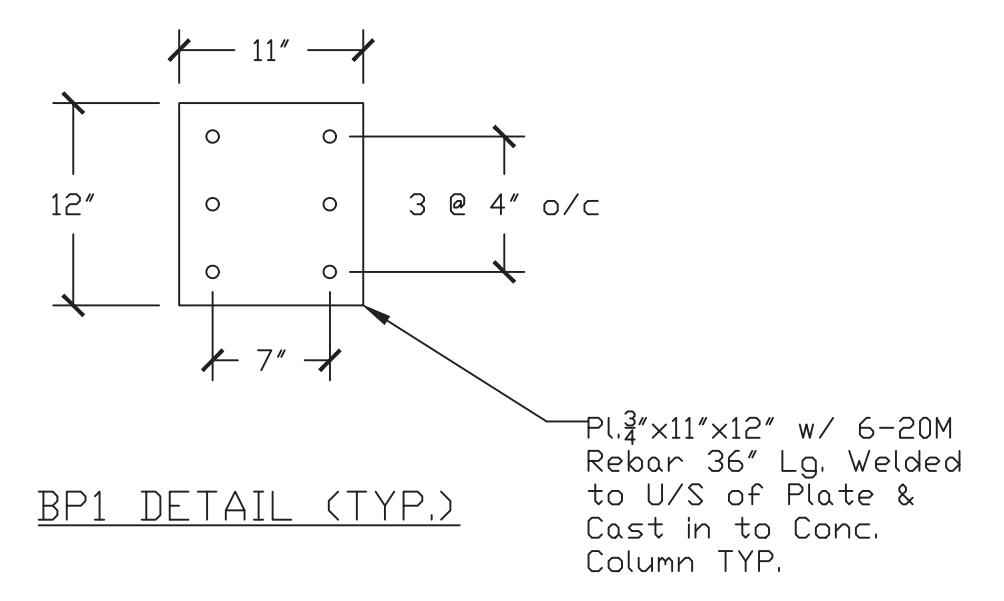 11"
12"
3 @ 4" o/c
7"
Pl.3/4"x11"x12" w/ 6-20M
Rebar 36" Lg. Welded
to U/S of Plate &
Cast in to Conc.
Column TYP.
BP1 DETAIL (TYP.)